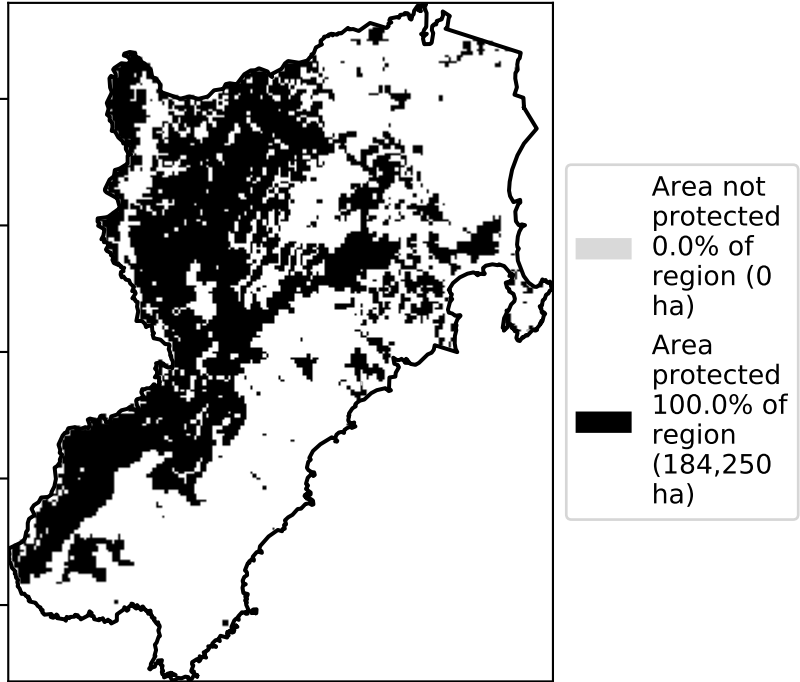 Area not
protected
0.0% of
region (0
ha)
Area
protected
100.0% of
region
(184,250
ha)